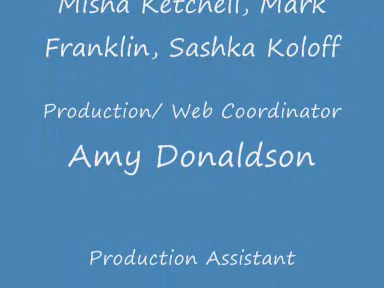 Misha Ketchell, Mark
Franklin, Sashka Koloff
Production/ Web Coordinator
Amy Donaldson
Production Assistant